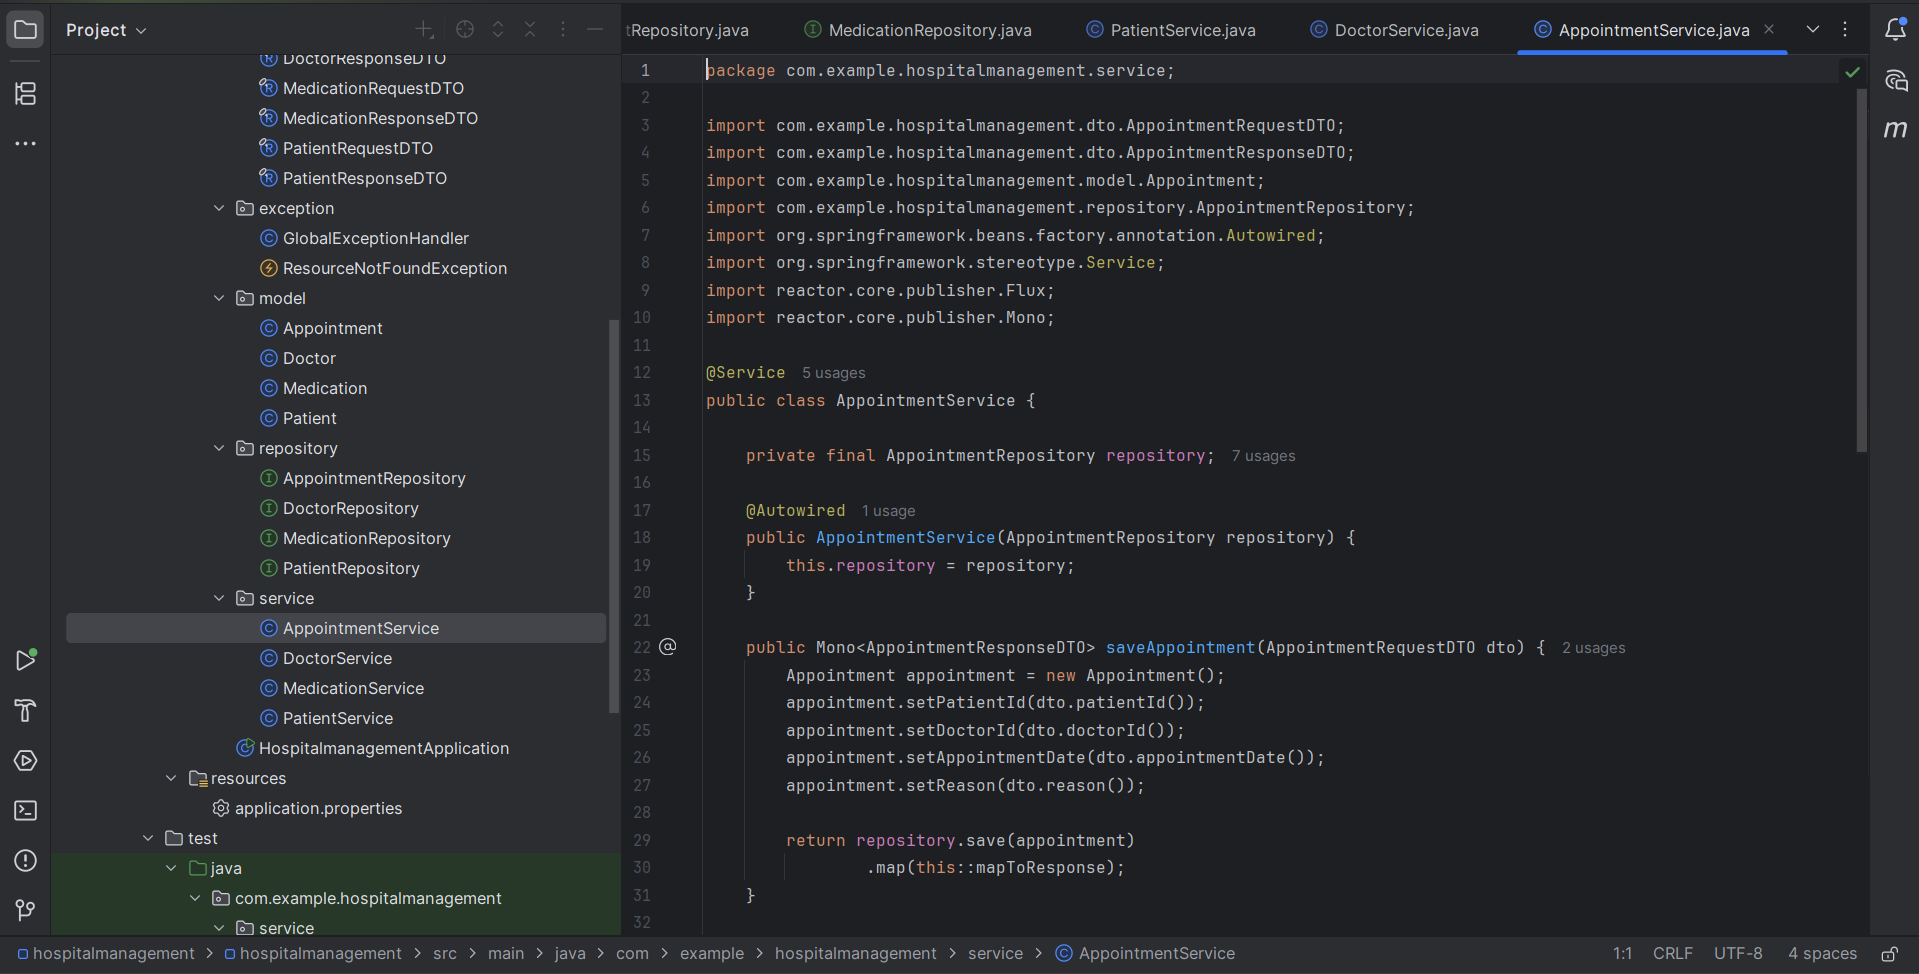 Project
tRepository.java
MedicationRepository.java
PatientService.java
DoctorService.java
AppointmentService.java
DoctorResponseDTO
MedicationRequestDTO
MedicationResponseDTO
PatientRequestDTO
PatientResponseDTO
exception
GlobalExceptionHandler
ResourceNotFoundException
model
Appointment
Doctor
Medication
Patient
repository
AppointmentRepository
DoctorRepository
MedicationRepository
PatientRepository
service
AppointmentService
DoctorService
MedicationService
PatientService
HospitalmanagementApplication
resources
application.properties
test
java
com.example.hospitalmanagement
service
1 package com.example.hospitalmanagement.service;
2
3 import com.example.hospitalmanagement.dto.AppointmentRequestDTO;
4 import com.example.hospitalmanagement.dto.AppointmentResponseDTO;
5 import com.example.hospitalmanagement.model.Appointment;
6 import com.example.hospitalmanagement.repository.AppointmentRepository;
7 import org.springframework.beans.factory.annotation.Autowired;
8 import org.springframework.stereotype.Service;
9 import reactor.core.publisher.Flux;
10 import reactor.core.publisher.Mono;
11
12 @Service 5 usages
13 public class AppointmentService {
14
15 private final AppointmentRepository repository; 7 usages
16
17 @Autowired 1 usage
18 public AppointmentService(AppointmentRepository repository) {
19 this.repository = repository;
20 }
21
22 public Mono<AppointmentResponseDTO> saveAppointment(AppointmentRequestDTO dto) { 2 usages
23 Appointment appointment = new Appointment();
24 appointment.setPatientId(dto.patientId());
25 appointment.setDoctorId(dto.doctorId());
26 appointment.setAppointmentDate(dto.appointmentDate());
27 appointment.setReason(dto.reason());
28
29 return repository.save(appointment)
30 .map(this::mapToResponse);
31 }
32
m
hospitalmanagement > hospitalmanagement > src > main > java > com > example > hospitalmanagement > service > AppointmentService
1:1 CRLF UTF-8 4 spaces